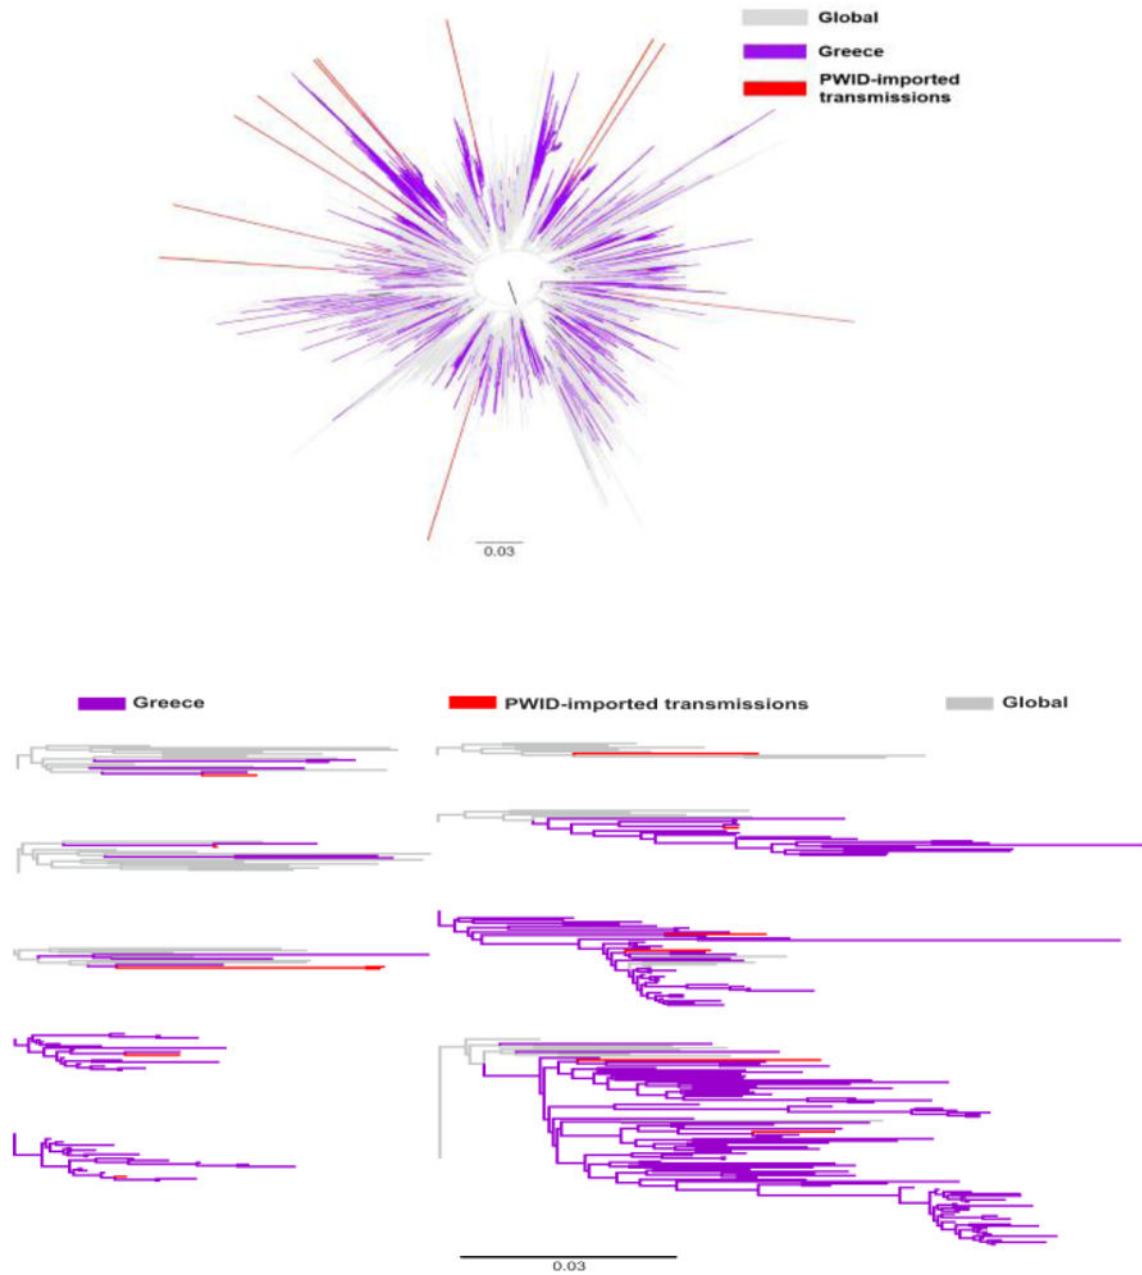 Global
Greece
PWID-imported
transmissions
0.03
Greece
PWID-imported transmissions
Global
0.03